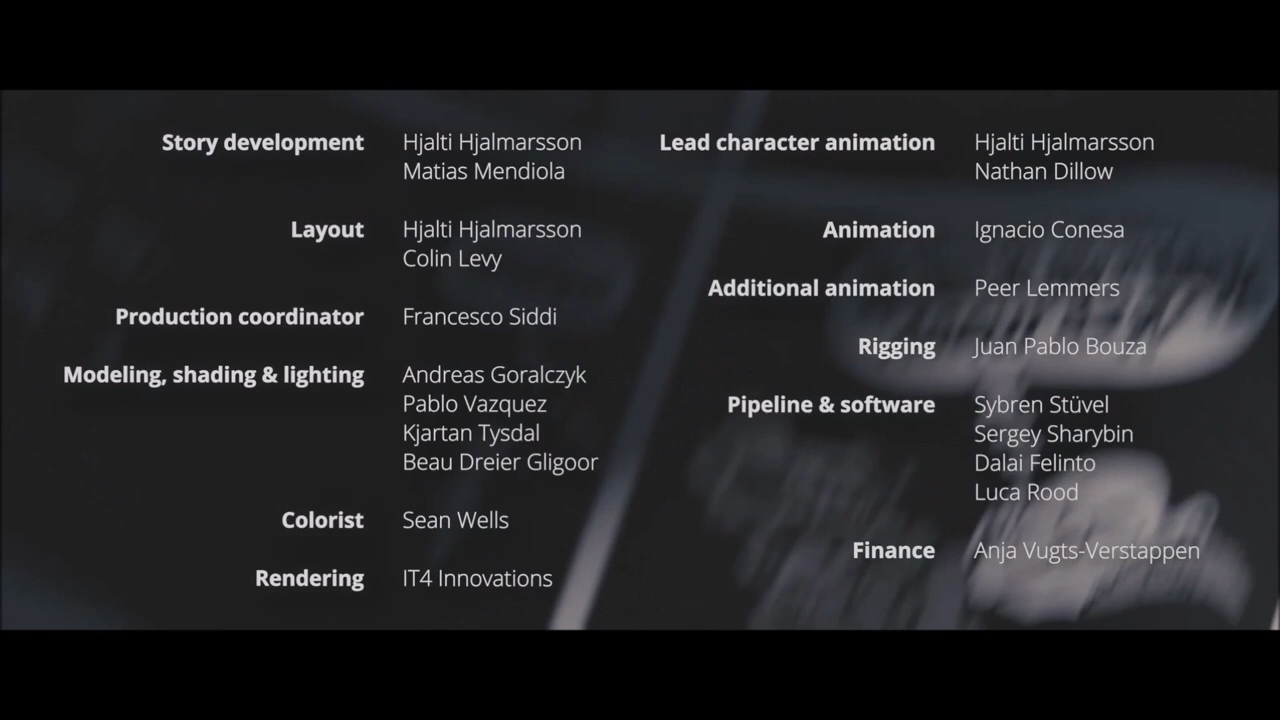 Story development Hjalti Hjalmarsson
Matias Mendiola
Layout Hjalti Hjalmarsson
Colin Levy
Production coordinator Francesco Siddi
Modeling, shading & lighting Andreas Goralczyk
Pablo Vazquez
Kjartan Tysdal
Beau Dreier Gligoor
Colorist Sean Wells
Rendering IT4 Innovations
Lead character animation Hjalti Hjalmarsson
Nathan Dillow
Animation Ignacio Conesa
Additional animation Peer Lemmers
Rigging Juan Pablo Bouza
Pipeline & software Sybren Stüvel
Sergey Sharybin
Dalai Felinto
Luca Rood
Finance Anja Vugts-Verstappen